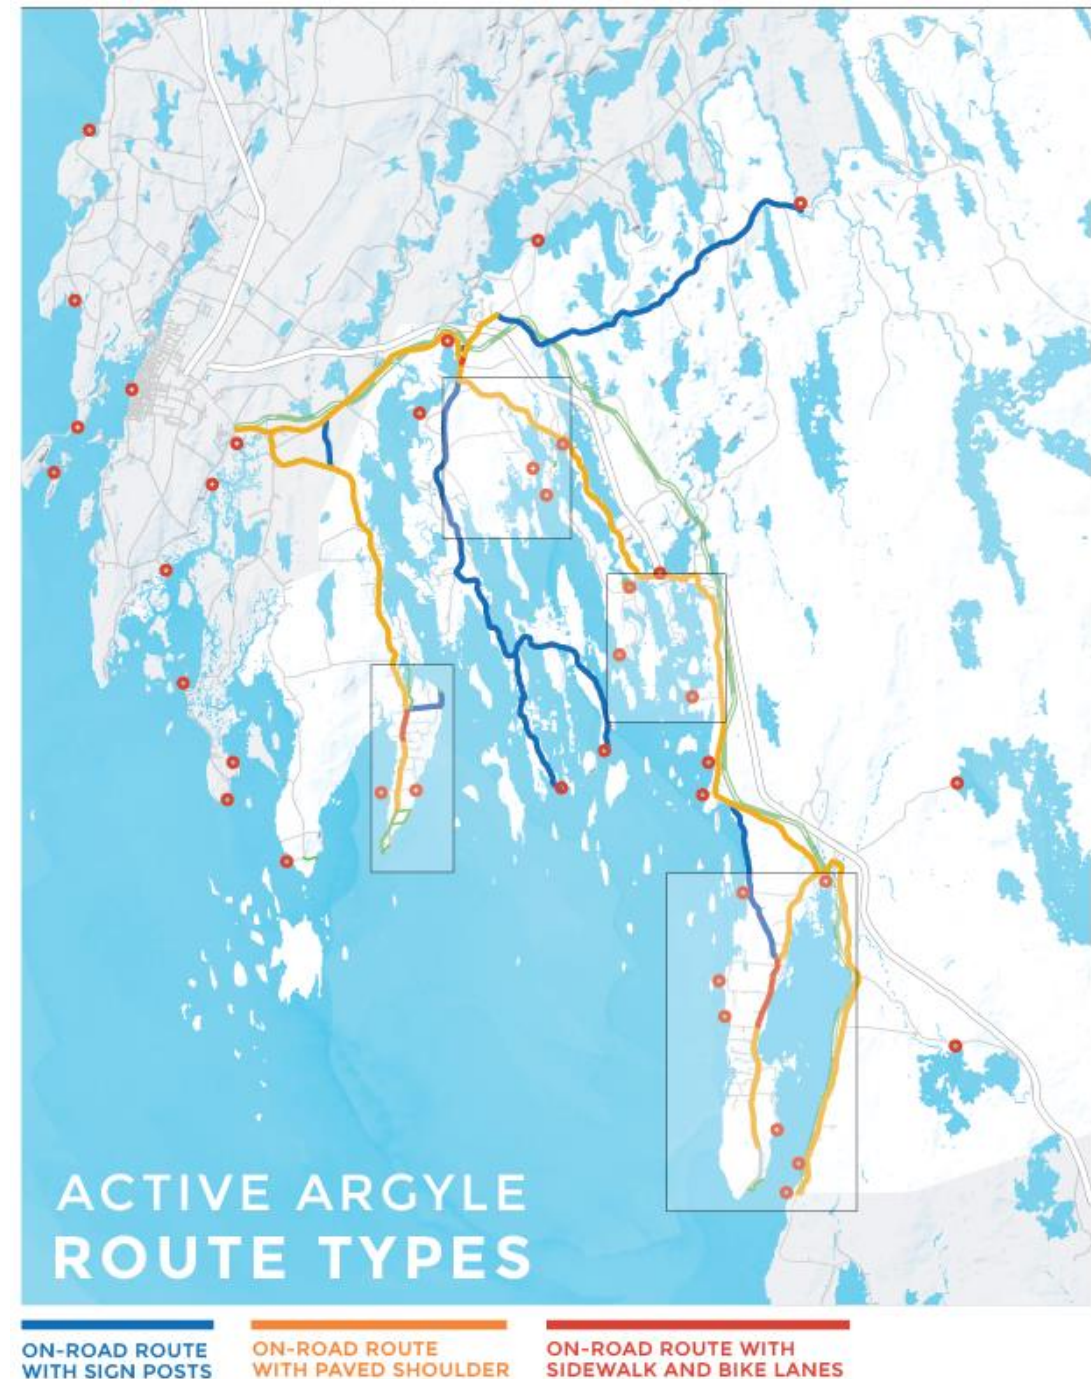 ACTIVE ARGYLE
ROUTE TYPES
ON-ROAD ROUTE
WITH SIGN POSTS
ON-ROAD ROUTE
WITH PAVED SHOULDER
ON-ROAD ROUTE WITH
SIDEWALK AND BIKE LANES